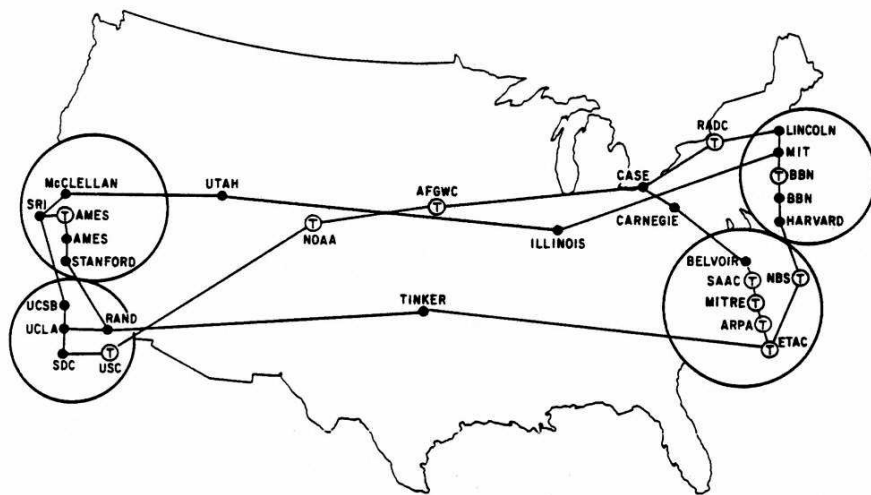 RADC
T
LINCOLN
MIT
T
BBN
BBN
HARVARD
McCLELLAN
UTAH
AFGWC
T
CASE
SRI
T
AMES
AMES
STANFORD
T
NOAA
ILLINOIS
CARNEGIE
BELVOIR
SAAC
T
NBS
T
MITRE
T
ARPA
T
ETAC
T
UCSB
UCLA
RAND
SDC
T
USC
TINKER